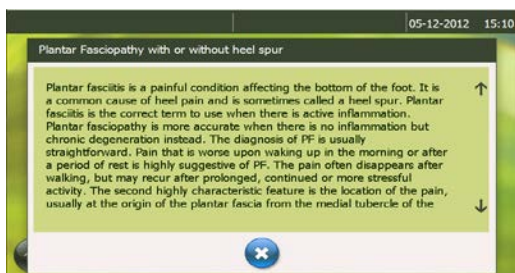 05-12-2012 15:10
Plantar Fasciopathy with or without heel spur
Plantar fasciitis is a painful condition affecting the bottom of the foot. It is
a common cause of heel pain and is sometimes called a heel spur. Plantar
fasciitis is the correct term to use when there is active inflammation.
Plantar fasciopathy is more accurate when there is no inflammation but
chronic degeneration instead. The diagnosis of PF is usually
straightforward. Pain that is worse upon waking up in the morning or after
a period of rest is highly suggestive of PF. The pain often disappears after
walking, but may recur after prolonged, continued or more stressful
activity. The second highly characteristic feature is the location of the pain,
usually at the origin of the plantar fascia from the medial tubercle of the